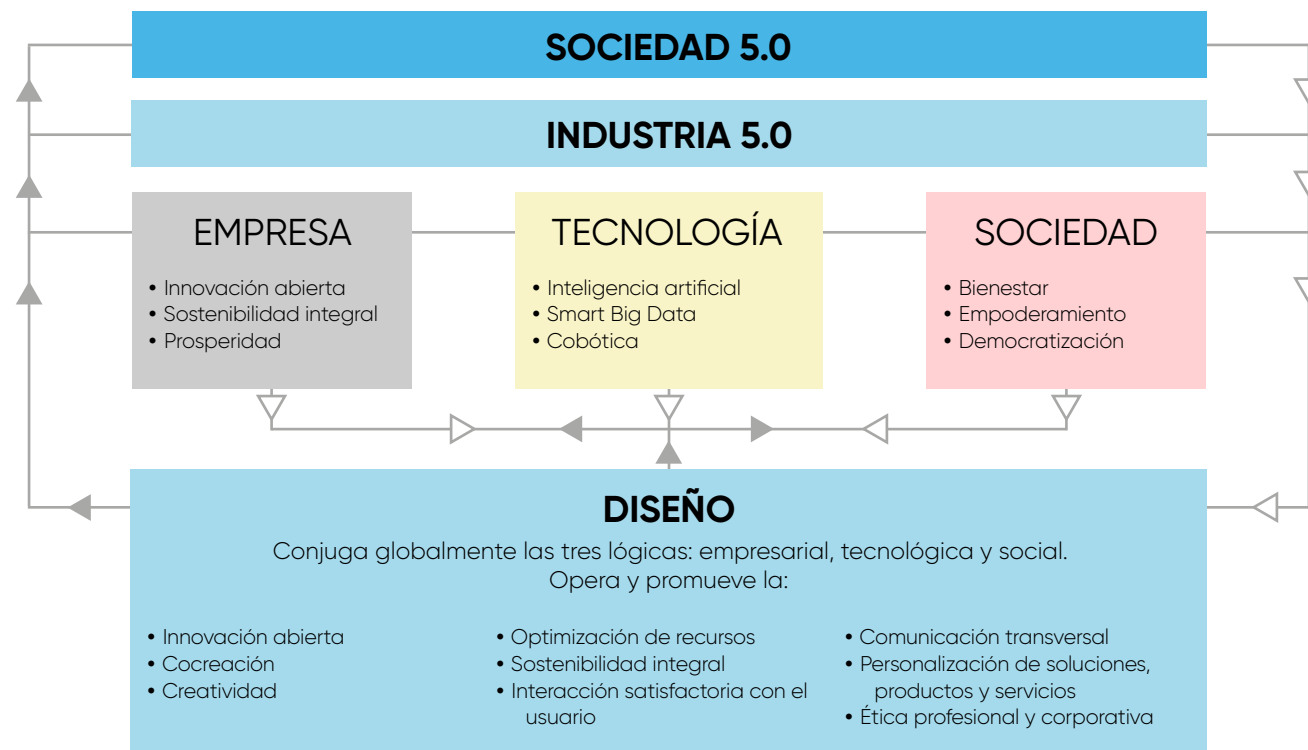 SOCIEDAD 5.0
INDUSTRIA 5.0
EMPRESA
• Innovación abierta
• Sostenibilidad integral
• Prosperidad
TECNOLOGÍA
• Inteligencia artificial
• Smart Big Data
• Cobótica
SOCIEDAD
• Bienestar
• Empoderamiento
• Democratización
DISEÑO
Conjuga globalmente las tres lógicas: empresarial, tecnológica y social.
Opera y promueve la:
• Innovación abierta
• Cocreación
• Creatividad
• Optimización de recursos
• Sostenibilidad integral
• Interacción satisfactoria con el
usuario
• Comunicación transversal
• Personalización de soluciones,
productos y servicios
• Ética profesional y corporativa